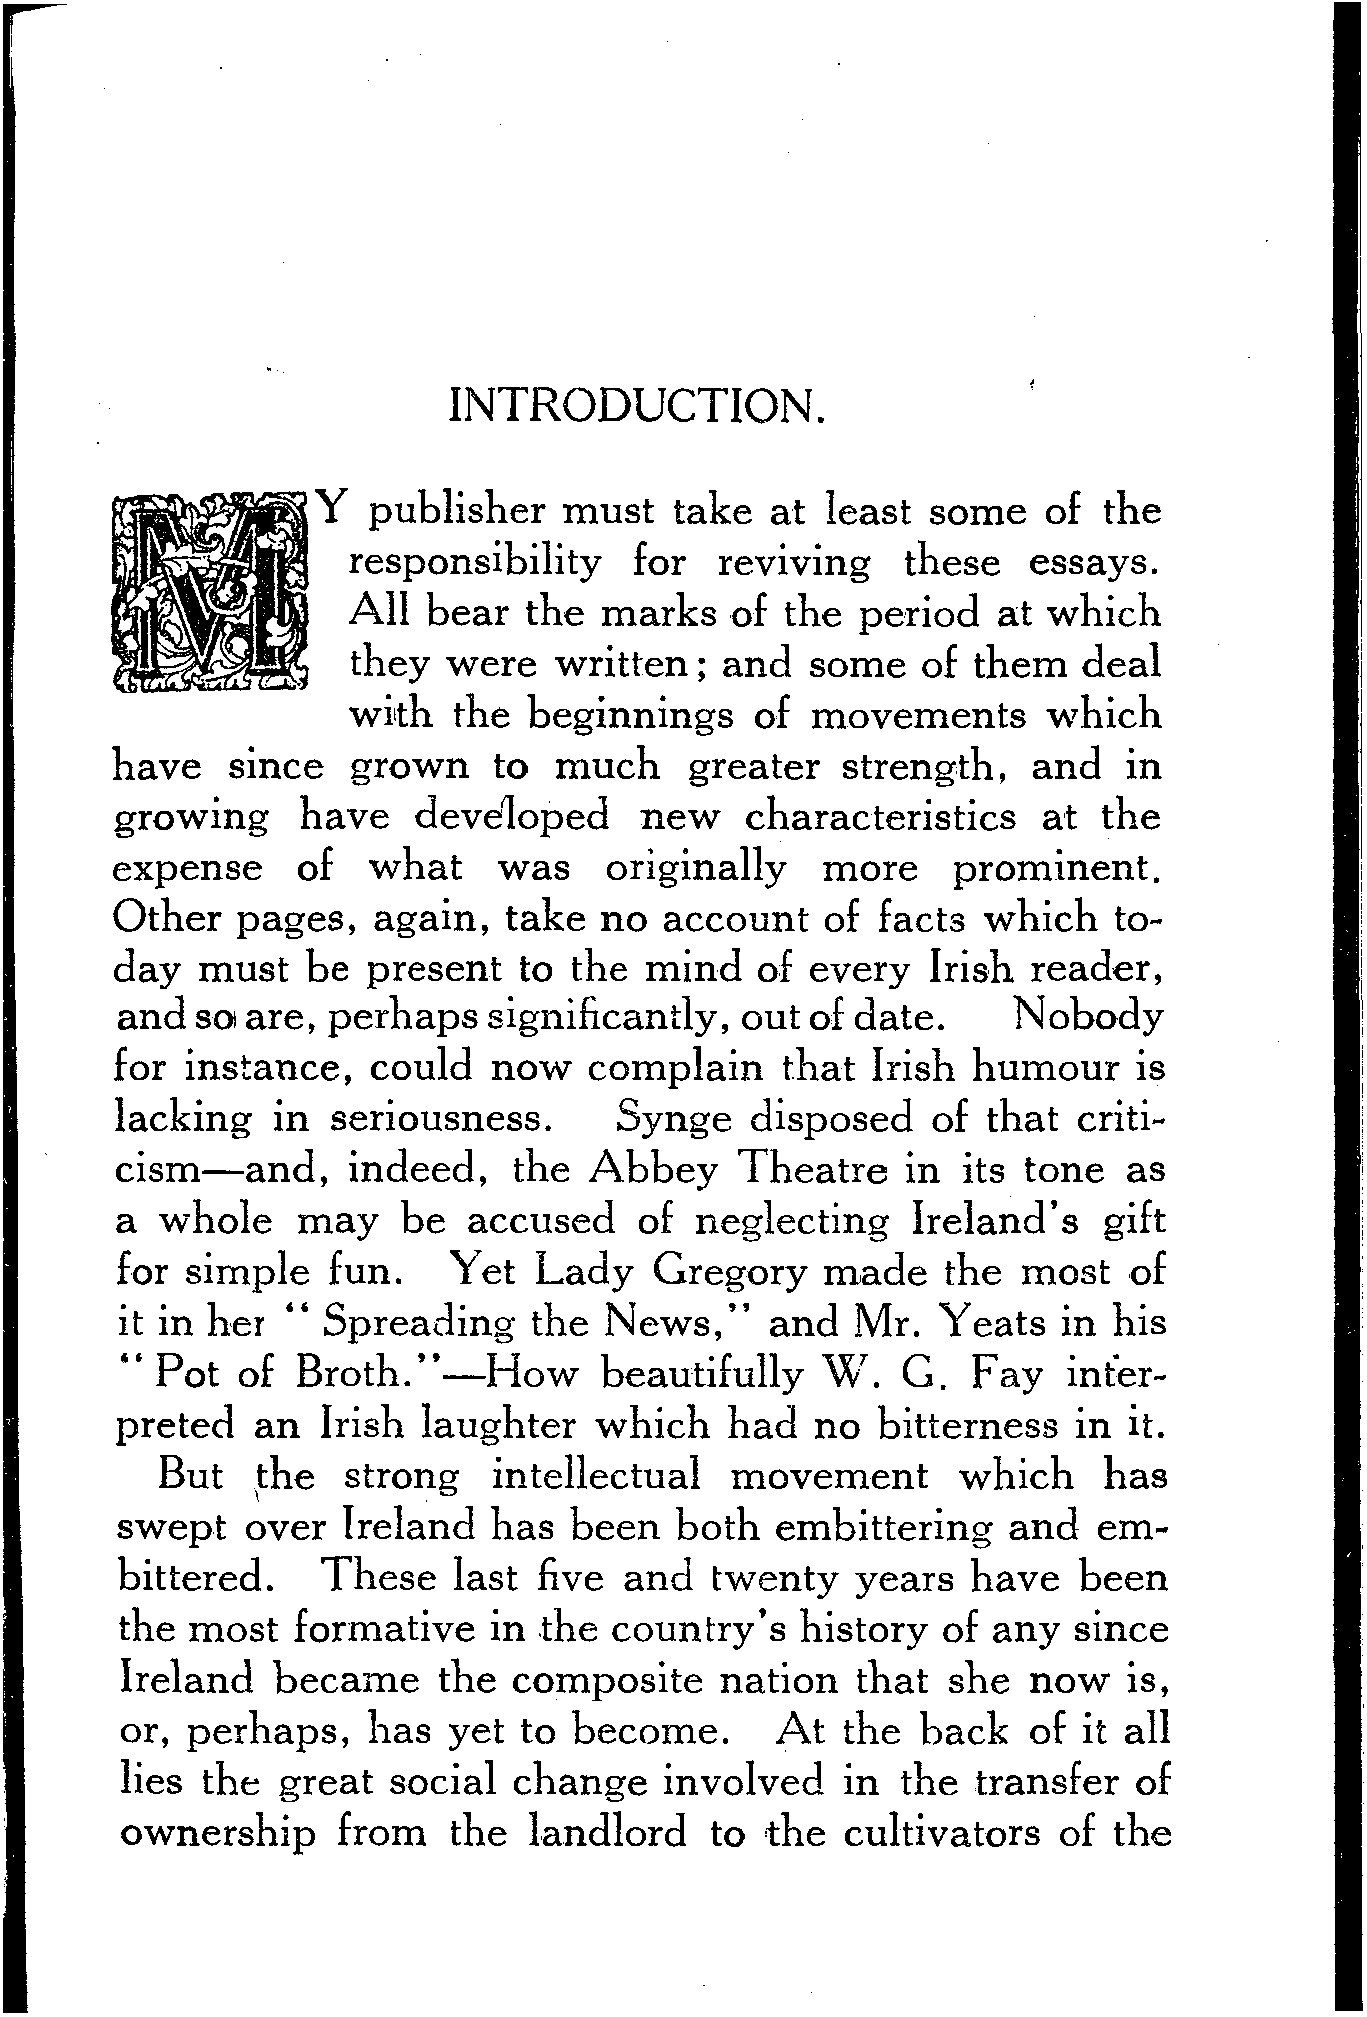 INTRODUCTION.
MY publisher must take at least some of the
responsibility for reviving these essays.
All bear the marks of the period at which
they were written; and some of them deal
with the beginnings of movements which
have since grown to much greater strength, and in
growing have developed new characteristics at the
expense of what was originally more prominent.
Other pages, again, take no account of facts which to-
day must be present to the mind of every Irish reader,
and so are, perhaps significantly, out of date. Nobody
for instance, could now complain that Irish humour is
lacking in seriousness. Synge disposed of that criti-
cism—and, indeed, the Abbey Theatre in its tone as
a whole may be accused of neglecting Ireland's gift
for simple fun. Yet Lady Gregory made the most of
it in her "Spreading the News," and Mr. Yeats in his
"Pot of Broth."—How beautifully W. G. Fay inter-
preted an Irish laughter which had no bitterness in it.
But the strong intellectual movement which has
swept over Ireland has been both embittering and em-
bittered. These last five and twenty years have been
the most formative in the country's history of any since
Ireland became the composite nation that she now is,
or, perhaps, has yet to become. At the back of it all
lies the great social change involved in the transfer of
ownership from the landlord to the cultivators of the